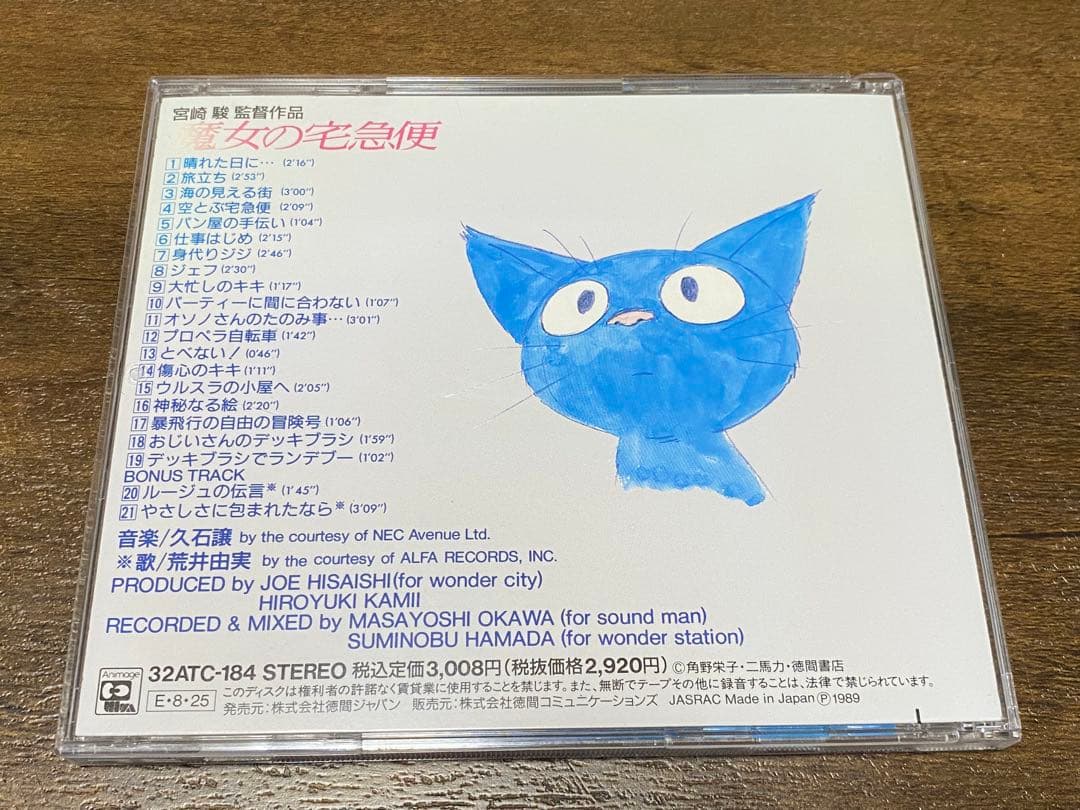 宮崎 駿 監督作品
魔女の宅急便
1 晴れた日に… (2'16")
2 旅立ち (2'53")
3 海の見える街 (3'00")
4 空とぶ宅急便 (2'09")
5 パン屋の手伝い (1'04")
6 仕事はじめ (2'15")
7 身代りジジ (2'46")
8 ジェフ (2'30")
9 大忙しのキキ (1'17")
10 パーティーに間に合わない (1'07")
11 オソノさんのたのみ事… (3'01")
12 プロペラ自転車 (1'42")
13 とべない! (0'46")
14 傷心のキキ (1'11")
15 ウルスラの小屋へ (2'05")
16 神秘なる絵 (2'20")
17 暴飛行の自由の冒険号 (1'06")
18 おじいさんのデッキブラシ (1'59")
19 デッキブラシでランデブー (1'02")
BONUS TRACK
20 ルージュの伝言※ (1'45")
21 やさしさに包まれたなら※ (3'09")
音楽/久石譲 by the courtesy of NEC Avenue Ltd.
※歌/荒井由実 by the courtesy of ALFA RECORDS, INC.
PRODUCED by JOE HISAISHI (for wonder city)
HIROYUKI KAMII
RECORDED & MIXED by MASAYOSHI OKAWA (for sound man)
SUMINOBU HAMADA (for wonder station)
Animage
32ATC-184 STEREO 税込定価3,008円(税抜価格2,920円) ©角野栄子・二馬力・徳間書店
E・8・25 このディスクは権利者の許諾なく賃貸業に使用することを禁じます。また、無断でテープその他に録音することは、法律で禁じられています。
発売元:株式会社徳間ジャパン 販売元:株式会社徳間コミュニケーションズ JASRAC Made in Japan Ⓟ1989